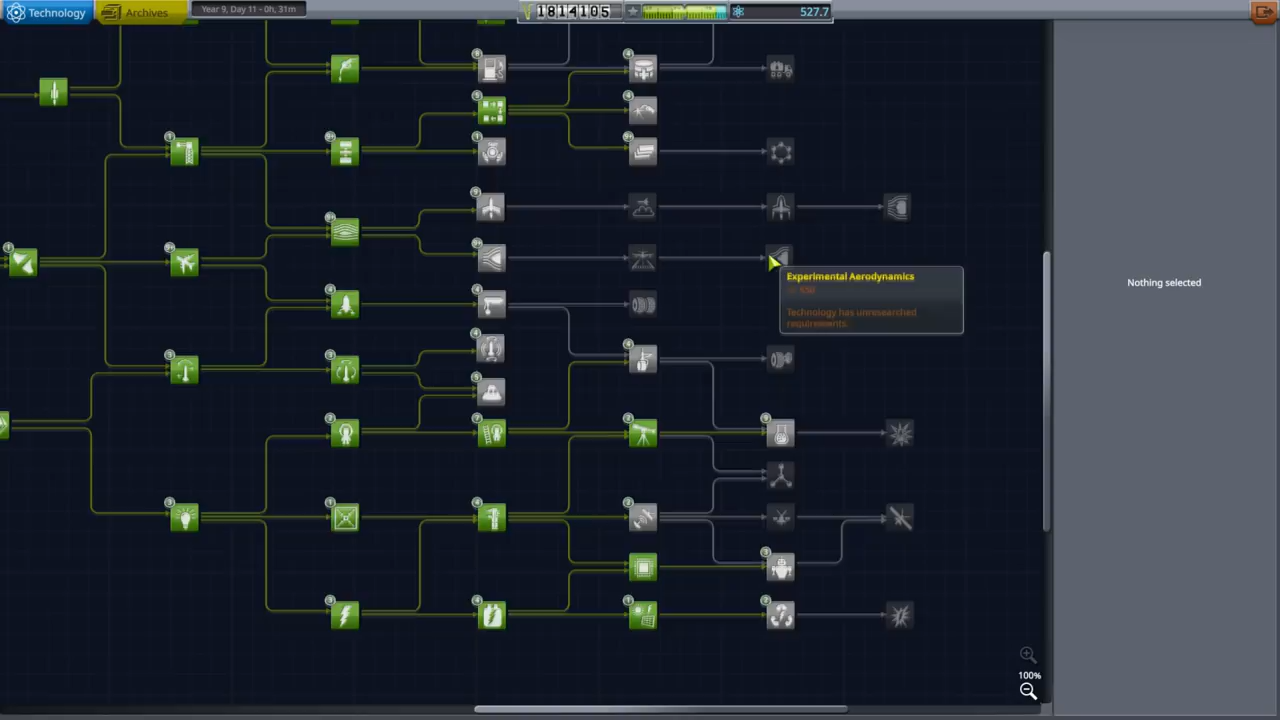 Technology
Archives
Year 9, Day 11 - 0h, 31m
1814105
527.7
Experimental Aerodynamics
Technology has unresearched
requirements.
Nothing selected
100%